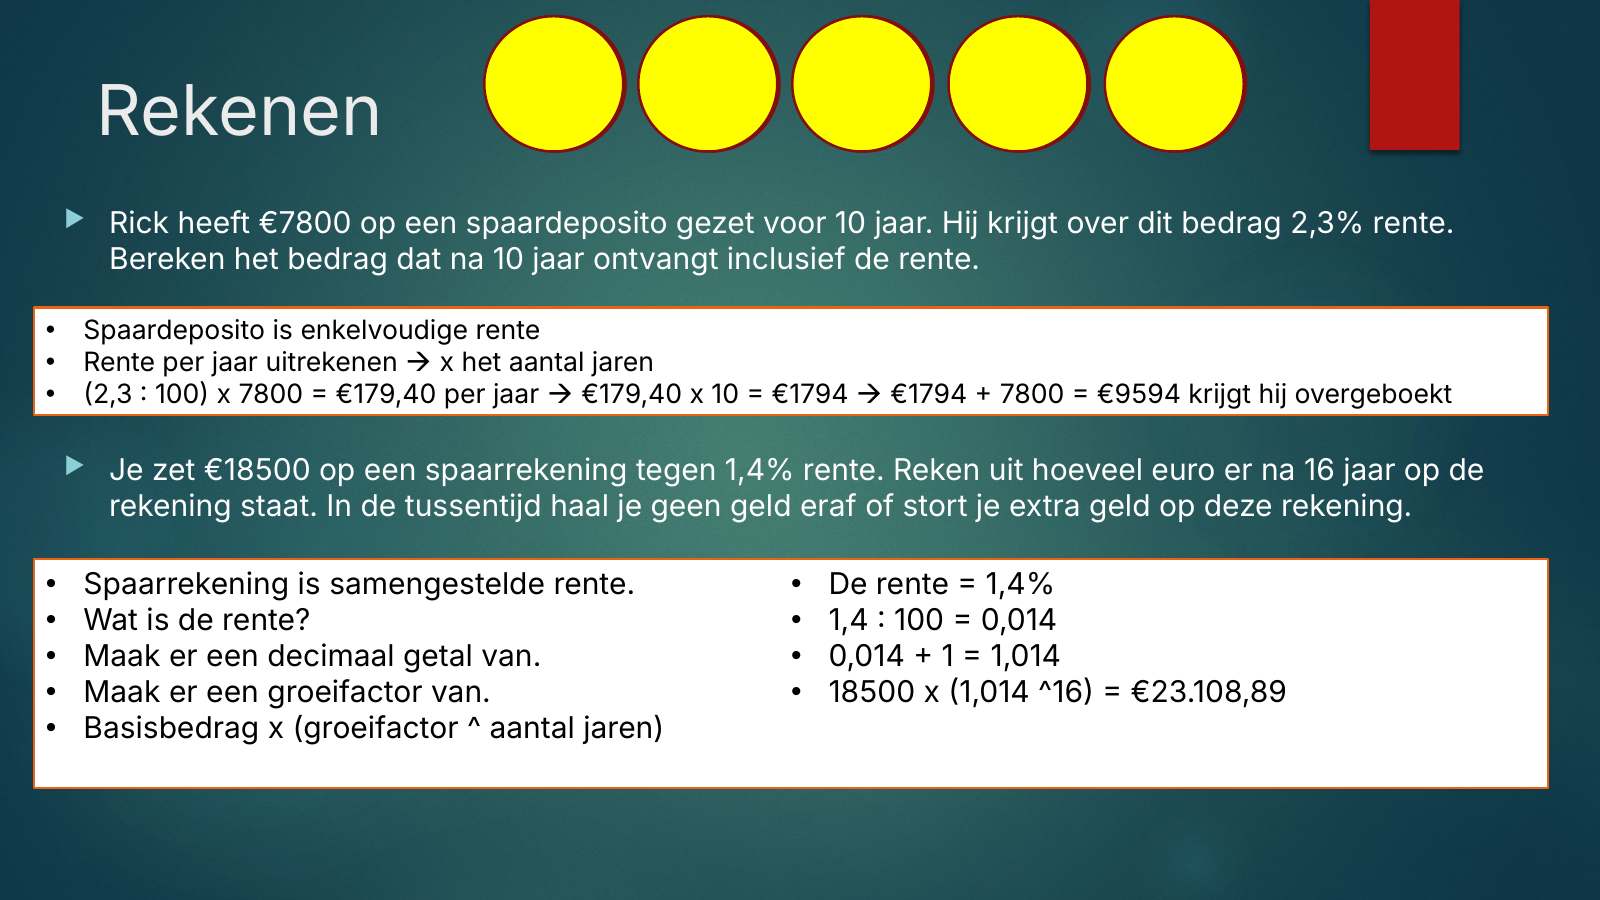 Rekenen
Rick heeft €7800 op een spaardeposito gezet voor 10 jaar. Hij krijgt over dit bedrag 2,3% rente.
Bereken het bedrag dat na 10 jaar ontvangt inclusief de rente.
• Spaardeposito is enkelvoudige rente
• Rente per jaar uitrekenen → x het aantal jaren
• (2,3 : 100) x 7800 = €179,40 per jaar → €179,40 x 10 = €1794 → €1794 + 7800 = €9594 krijgt hij overgeboekt
Je zet €18500 op een spaarrekening tegen 1,4% rente. Reken uit hoeveel euro er na 16 jaar op de
rekening staat. In de tussentijd haal je geen geld eraf of stort je extra geld op deze rekening.
• Spaarrekening is samengestelde rente.
• Wat is de rente?
• Maak er een decimaal getal van.
• Maak er een groeifactor van.
• Basisbedrag x (groeifactor ^ aantal jaren)
• De rente = 1,4%
• 1,4 : 100 = 0,014
• 0,014 + 1 = 1,014
• 18500 x (1,014 ^16) = €23.108,89